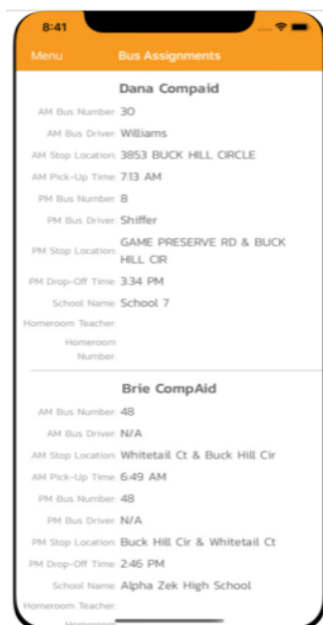 8:41
Menu Bus Assignments
Dana Compaid
AM Bus Number: 30
AM Bus Driver: Williams
AM Stop Location: 3853 BUCK HILL CIRCLE
AM Pick-Up Time: 7:13 AM
PM Bus Number: 8
PM Bus Driver: Shiffer
PM Stop Location: GAME PRESERVE RD & BUCK
HILL CIR
PM Drop-Off Time: 3:34 PM
School Name: School 7
Homeroom Teacher:
Homeroom
Number:
Brie CompAid
AM Bus Number: 48
AM Bus Driver: N/A
AM Stop Location: Whitetail Ct & Buck Hill Cir
AM Pick-Up Time: 6:49 AM
PM Bus Number: 48
PM Bus Driver: N/A
PM Stop Location: Buck Hill Cir & Whitetail Ct
PM Drop-Off Time: 2:46 PM
School Name: Alpha Zek High School
Homeroom Teacher:
Homeroom